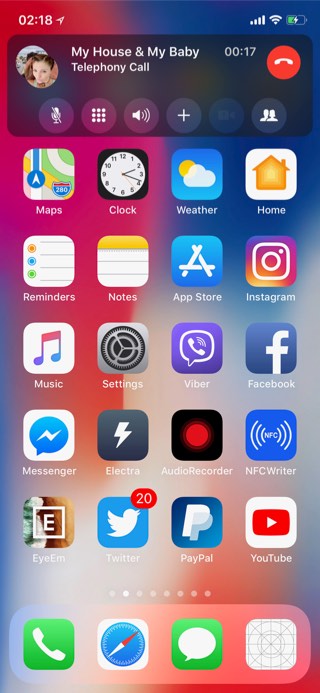 02:18
My House & My Baby 00:17
Telephony Call
280
Maps Clock Weather Home
Reminders Notes App Store Instagram
Music Settings Viber Facebook
NFC
Messenger Electra AudioRecorder NFCWriter
E
20
EyeEm Twitter PayPal YouTube